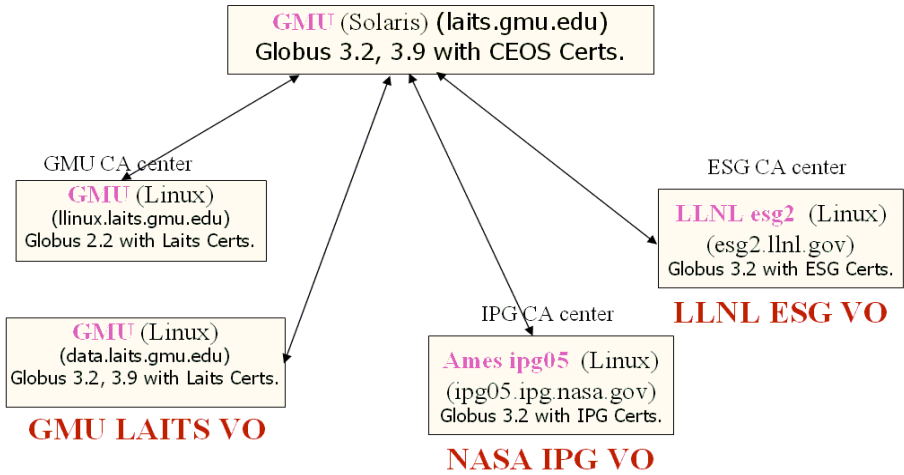 GMU (Solaris) (laits.gmu.edu)
Globus 3.2, 3.9 with CEOS Certs.
GMU CA center
GMU (Linux)
(llinux.laits.gmu.edu)
Globus 2.2 with Laits Certs.
ESG CA center
LLNL esg2 (Linux)
(esg2.llnl.gov)
Globus 3.2 with ESG Certs.
LLNL ESG VO
GMU (Linux)
(data.laits.gmu.edu)
Globus 3.2, 3.9 with Laits Certs.
GMU LAITS VO
IPG CA center
Ames ipg05 (Linux)
(ipg05.ipg.nasa.gov)
Globus 3.2 with IPG Certs.
NASA IPG VO